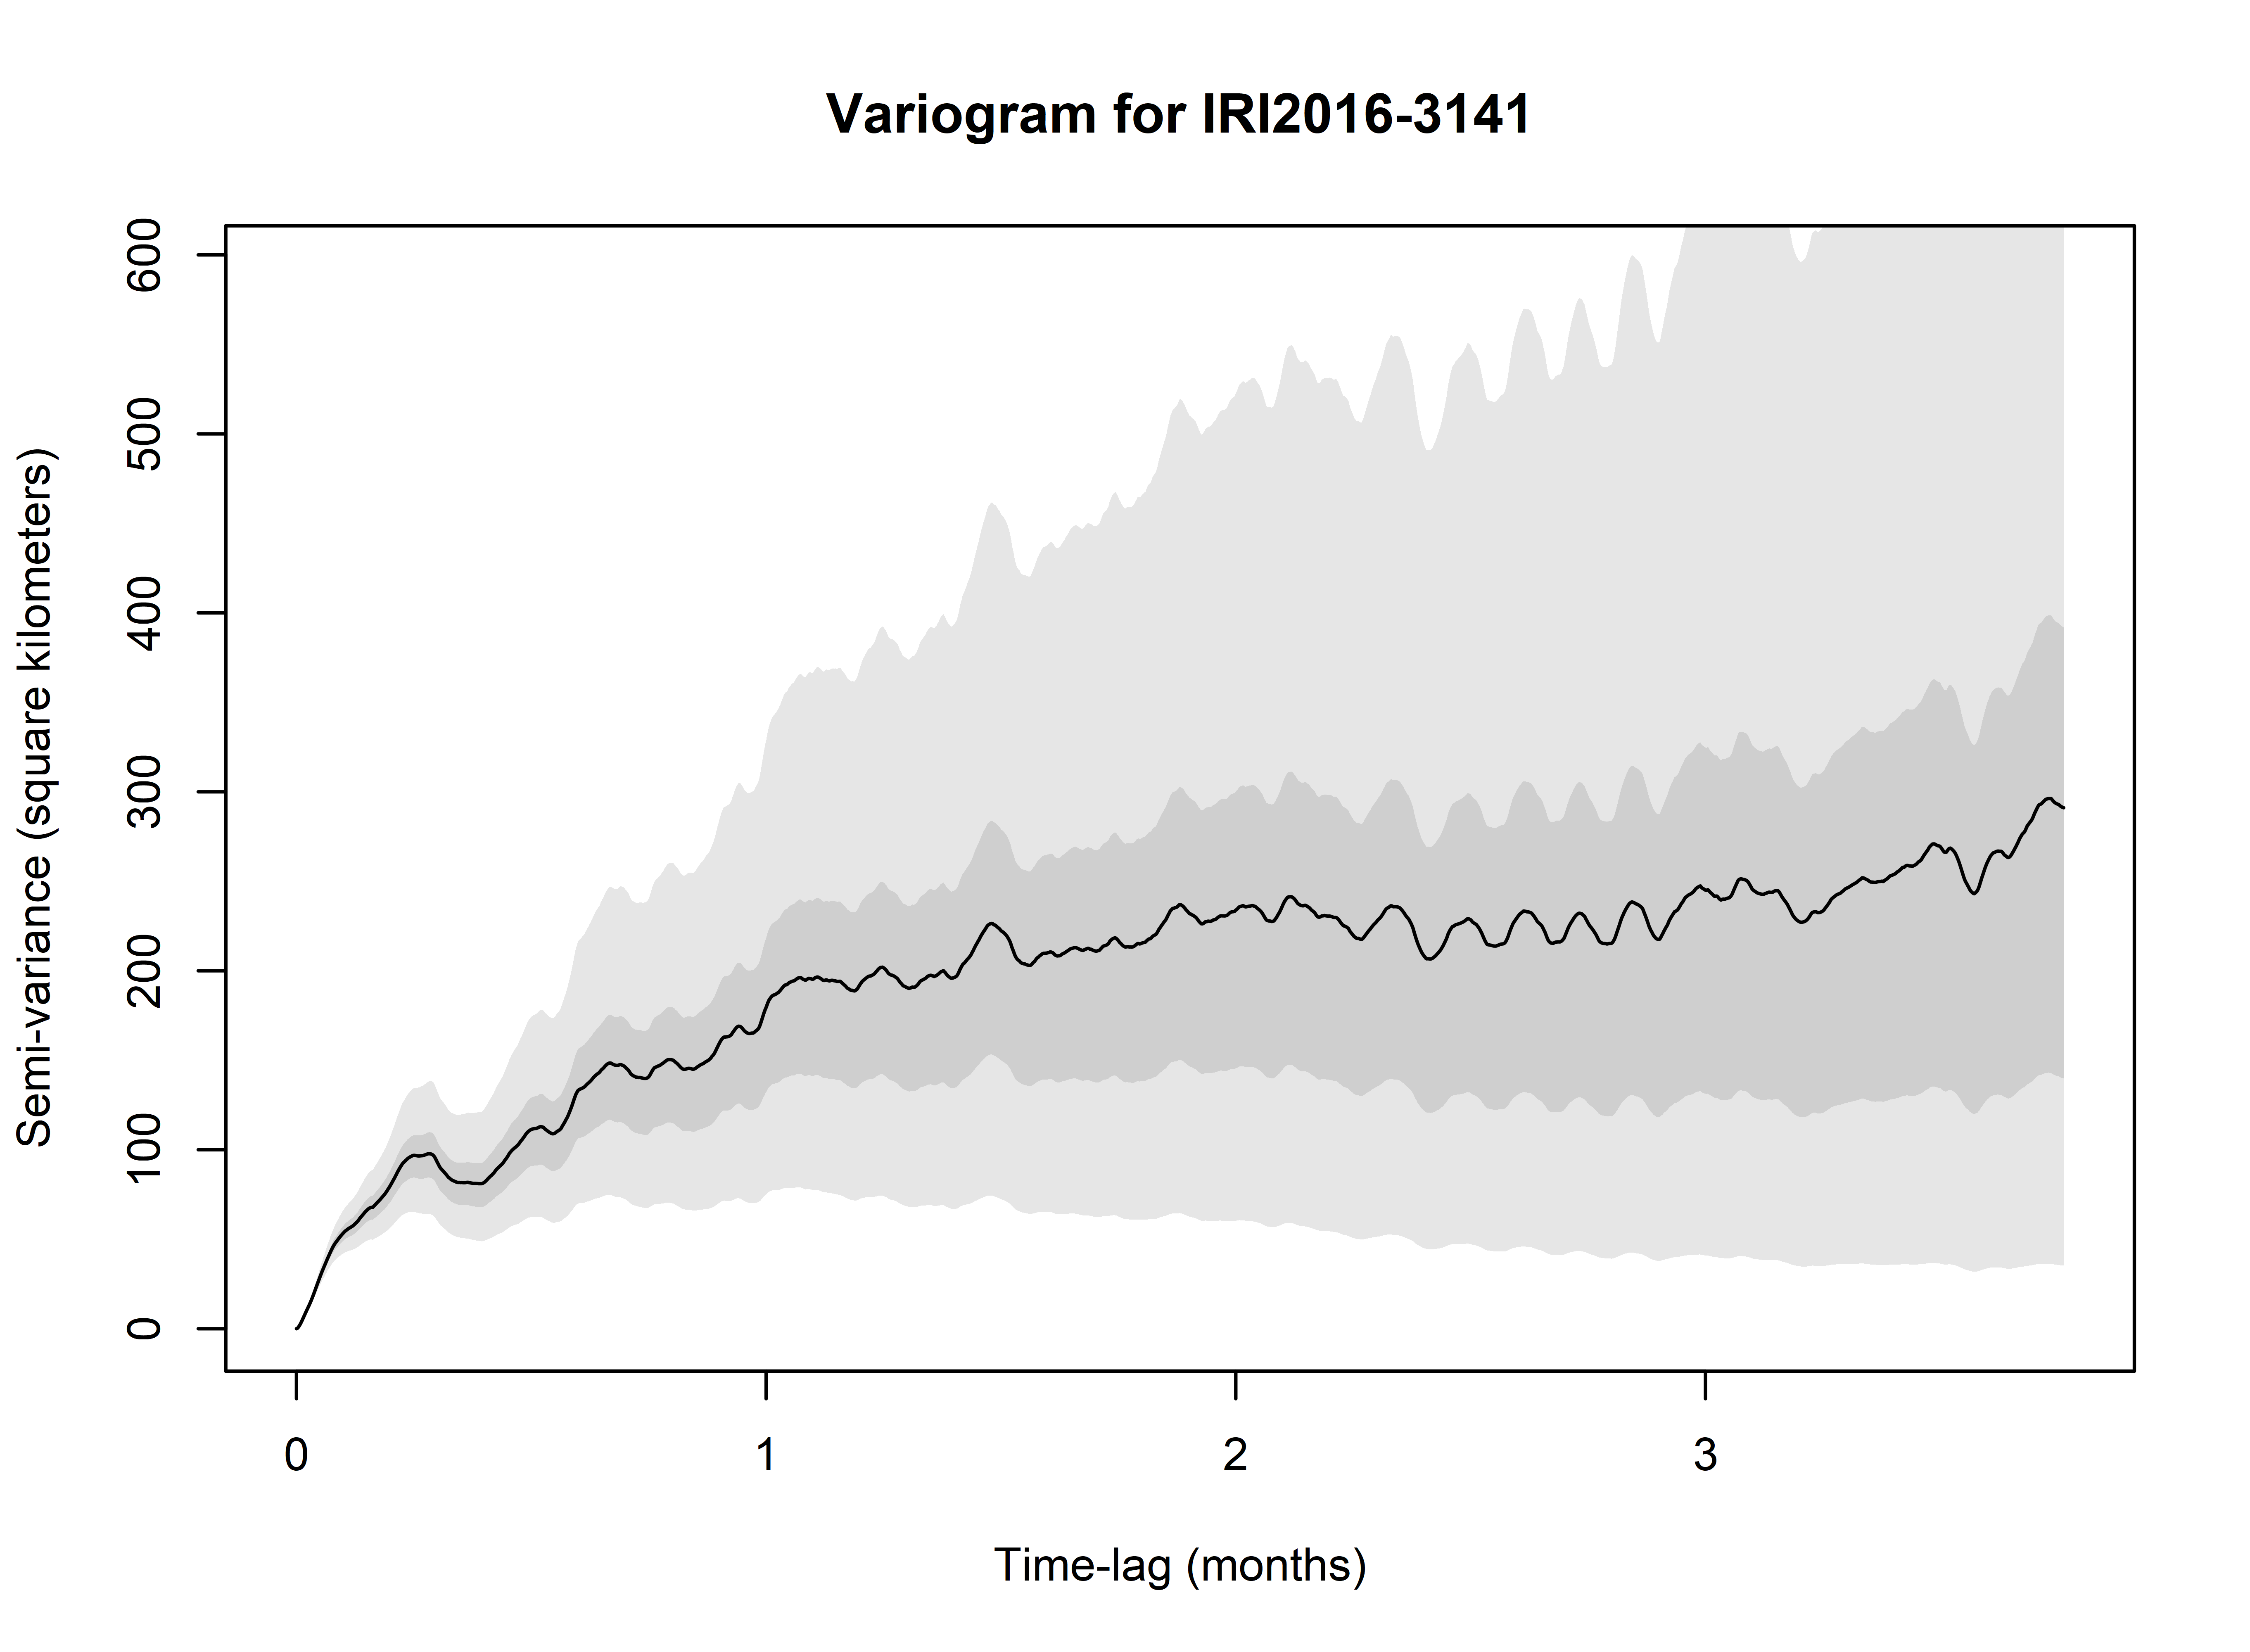 Variogram for IRI2016-3141
Semi-variance (square kilometers)
600
500
400
300
200
100
0
0 1 2 3
Time-lag (months)